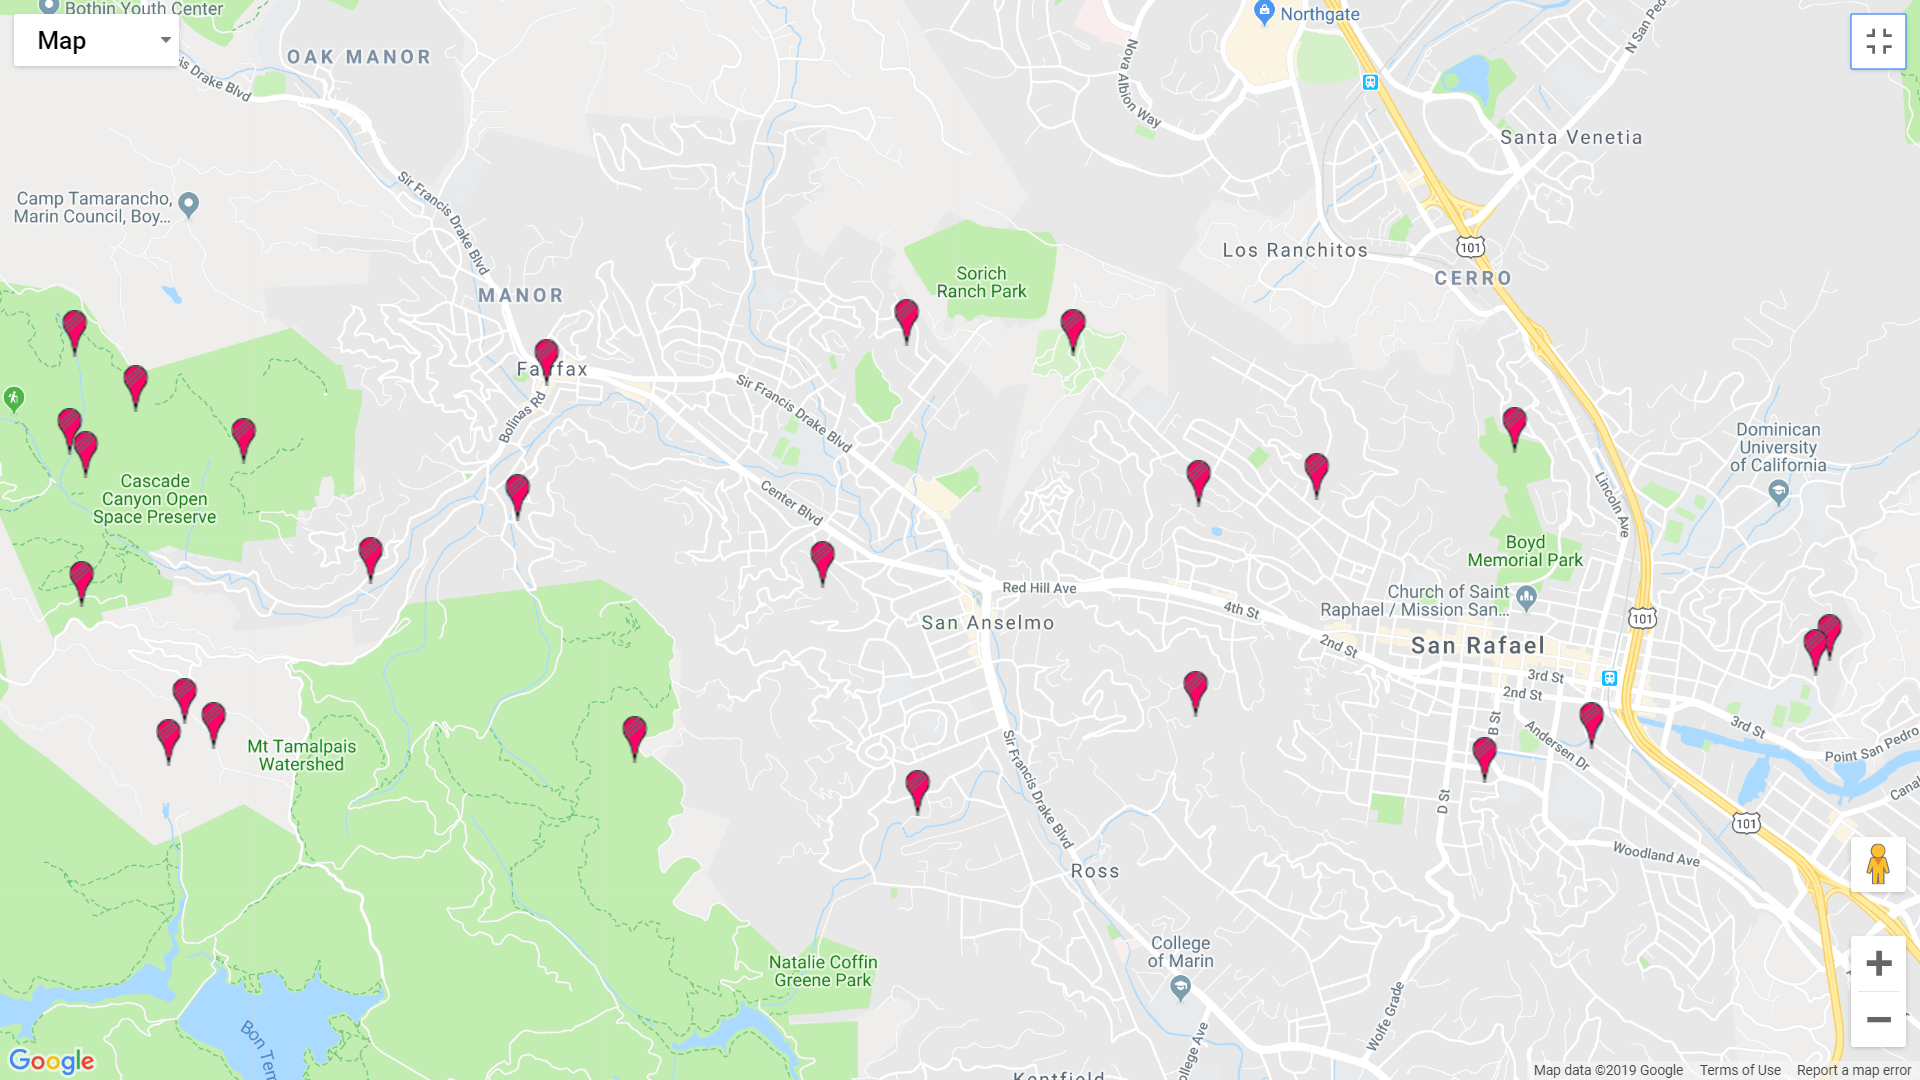 Bothin Youth Center
Map
is Drake Blvd
OAK MANOR
Northgate
Nova Albion Way
N San Ped
Santa Venetia
Camp Tamarancho,
Marin Council, Boy...
Sir Francis Drake Blvd
MANOR
Sorich
Ranch Park
Los Ranchitos
101
CERRO
Fairfax
Bolinas Rd
Sir Francis Drake Blvd
Center Blvd
Cascade
Canyon Open
Space Preserve
Dominican
University
of California
Lincoln Ave
Boyd
Memorial Park
Red Hill Ave
4th St
Church of Saint
Raphael / Mission San...
101
San Anselmo
2nd St
San Rafael
3rd St
2nd St
B St
Andersen Dr
3rd St
Point San Pedro
Canal
Mt Tamalpais
Watershed
Sir Francis Drake Blvd
D St
101
Woodland Ave
Ross
College
of Marin
Natalie Coffin
Greene Park
Wolfe Grade
Bon Tem
ollege Ave
Kentfield
Google
Map data ©2019 Google
Terms of Use
Report a map error